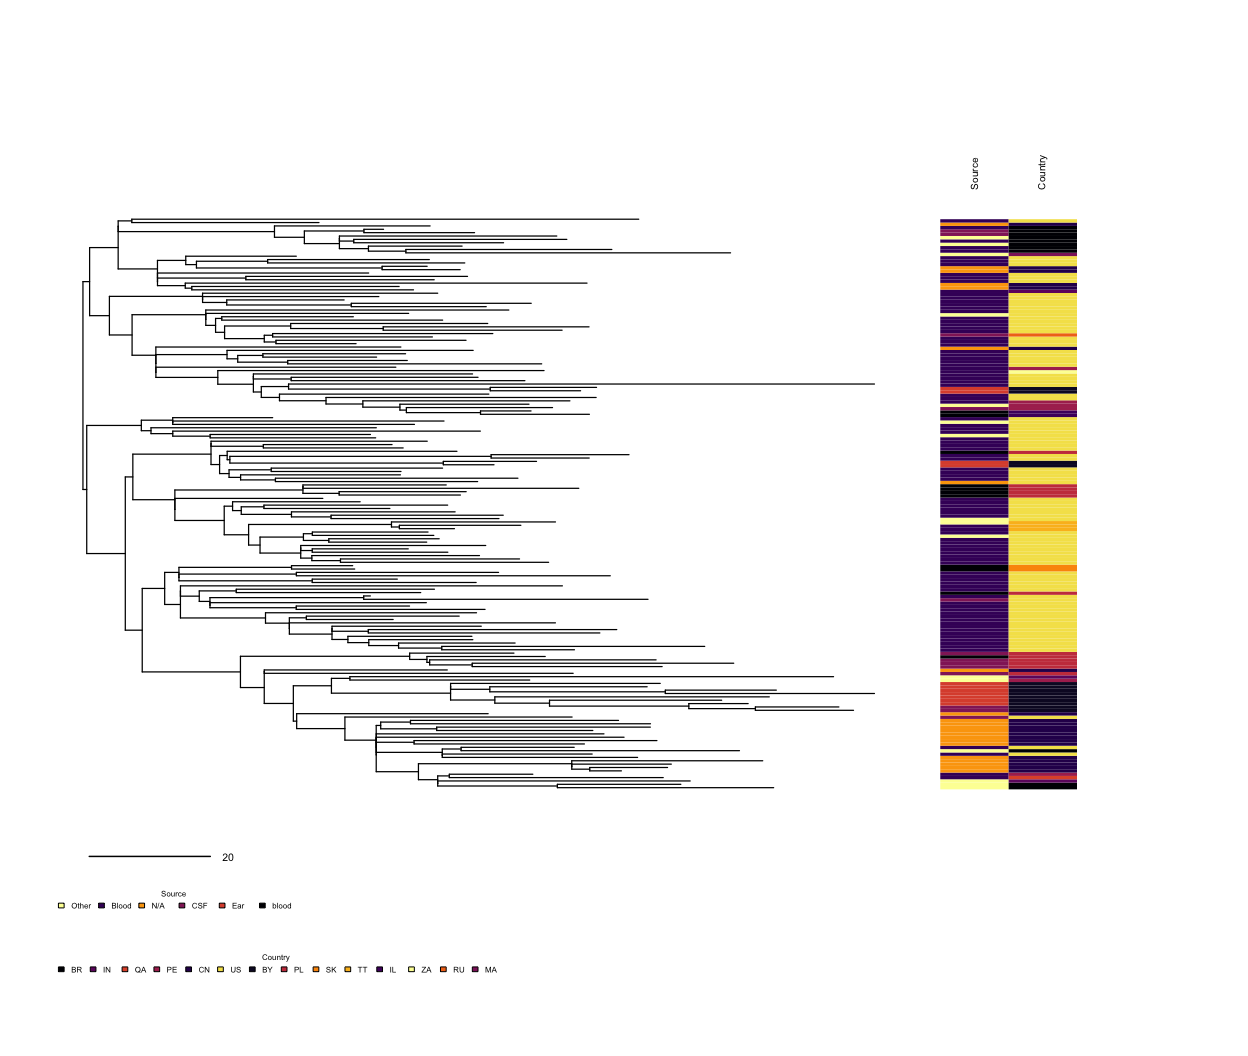 Source
Country
20
Source
Other Blood N/A CSF Ear blood
Country
BR IN QA PE CN US BY PL SK TT IL ZA RU MA